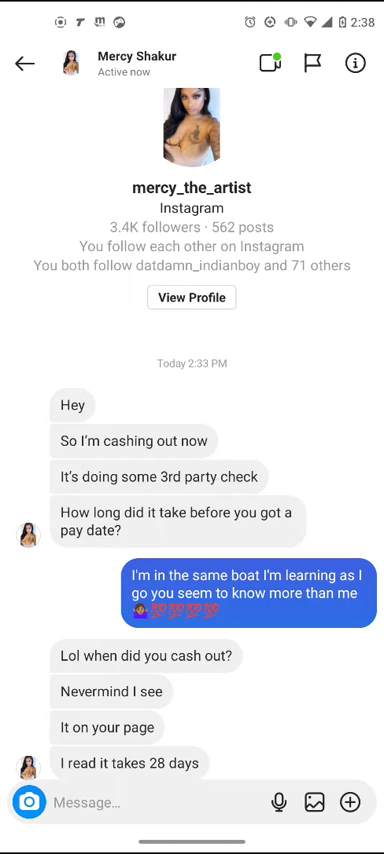 2:38
Mercy Shakur
Active now
mercy_the_artist
Instagram
3.4K followers · 562 posts
You follow each other on Instagram
You both follow datdamn_indianboy and 71 others
View Profile
Today 2:33 PM
Hey
So I'm cashing out now
It's doing some 3rd party check
How long did it take before you got a
pay date?
I'm in the same boat I'm learning as I
go you seem to know more than me
🤷🏾‍♀️💯💯💯💯
Lol when did you cash out?
Nevermind I see
It on your page
I read it takes 28 days
Message...